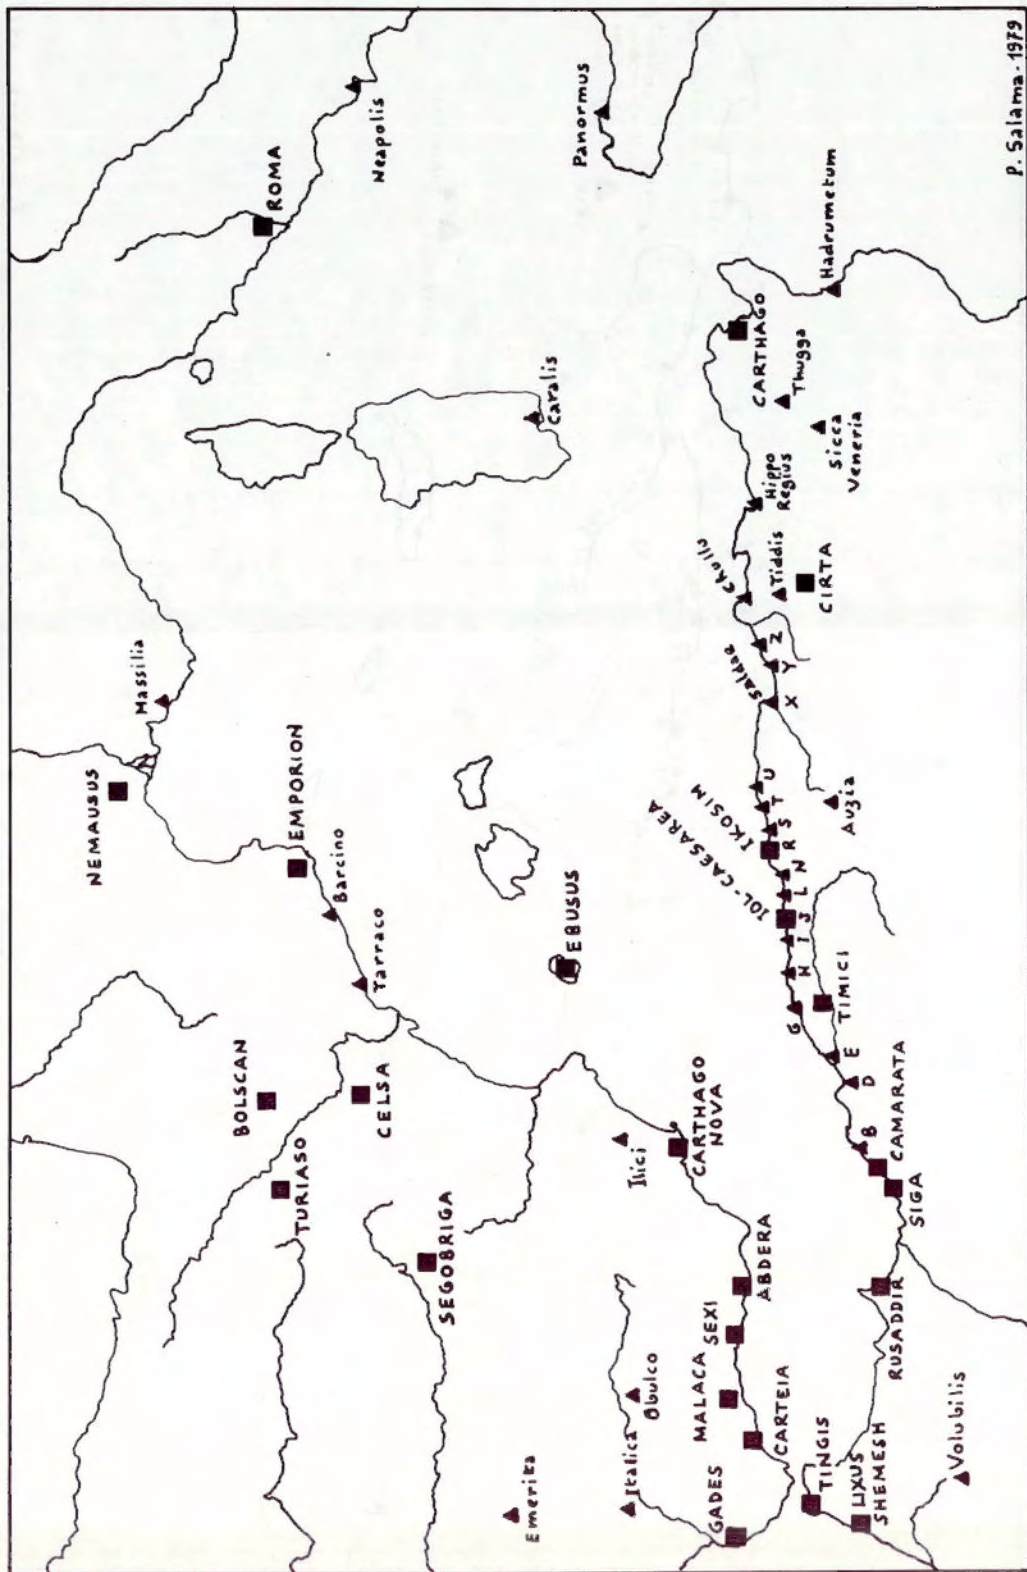 NEMAUSUS
Massilia
EMPORION
Barcino
Tarraco
BOLSCAN
TURIASO
CELSA
SEGOBRIGA
Emerita
Italica
Obulco
Ilici
CARTHAGO
NOVA
GADES
CARTEIA
MALACA
SEXI
ABDERA
EBUSUS
ROMA
Neapolis
Panormus
Caralis
TINGIS
LIXUS
SHEMESH
Volubilis
RUSADDIR
SIGA
CAMARATA
B
D
E
TIMICI
G
H
I
J
IOL-CAESAREA
L
N
R
IKOSIM
S
T
U
Auzia
X
Saldae
Y
Z
Chullu
Tiddis
CIRTA
Hippo
Regius
Sicca
Veneria
Thugga
CARTHAGO
Hadrumetum
P. Salama - 1979